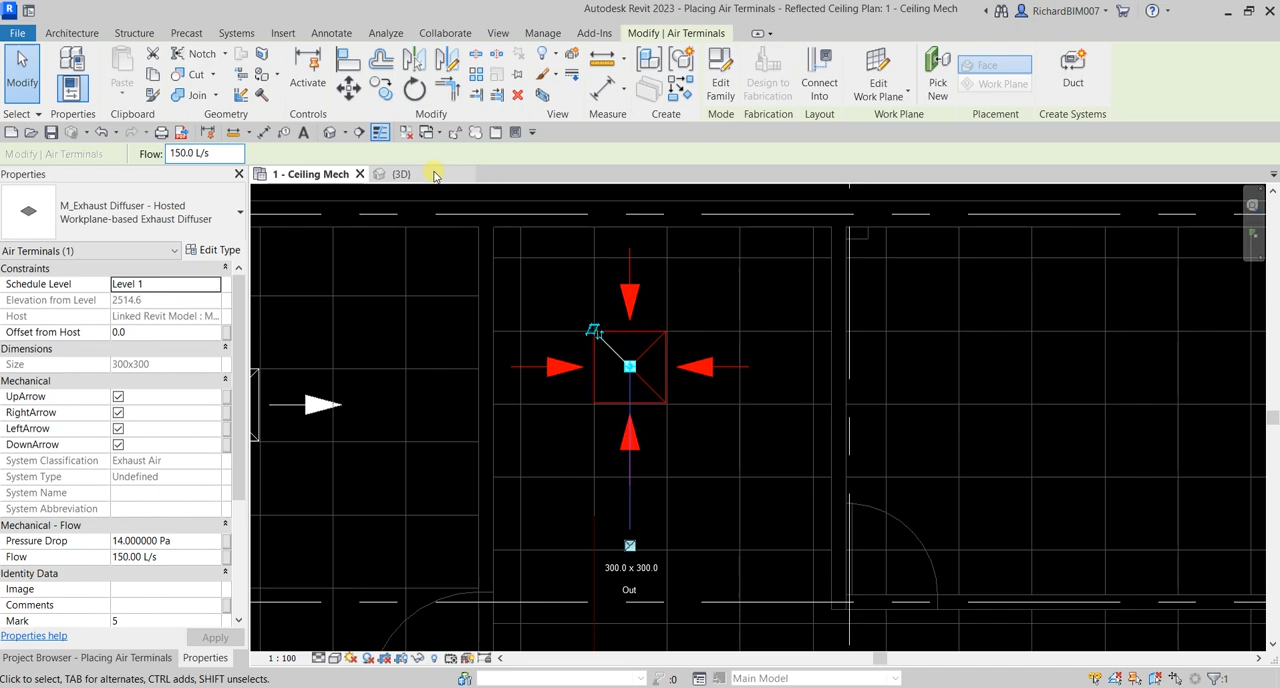 Autodesk Revit 2023 - Placing Air Terminals - Reflected Ceiling Plan: 1 - Ceiling Mech
RichardBIM007
File Architecture Structure Precast Systems Insert Annotate Analyze Collaborate View Manage Add-Ins Modify | Air Terminals
Modify Paste Notch Cut Join Activate Edit Family Design to Fabrication Connect Into Edit Work Plane Pick New Face Work Plane Duct
Select Properties Clipboard Geometry Controls Modify View Measure Create Mode Fabrication Layout Work Plane Placement Create Systems
Modify | Air Terminals Flow: 150.0 L/s
Properties
1 - Ceiling Mech {3D}
M_Exhaust Diffuser - Hosted
Workplane-based Exhaust Diffuser
Air Terminals (1) Edit Type
Constraints
Schedule Level Level 1
Elevation from Level 2514.6
Host Linked Revit Model : M...
Offset from Host 0.0
Dimensions
Size 300x300
Mechanical
UpArrow
RightArrow
LeftArrow
DownArrow
System Classification Exhaust Air
System Type Undefined
System Name
System Abbreviation
Mechanical - Flow
Pressure Drop 14.000000 Pa
Flow 150.00 L/s
Identity Data
Image
Comments
Mark 5
Properties help Apply
300.0 x 300.0
Out
Project Browser - Placing Air Terminals Properties
1 : 100
Click to select, TAB for alternates, CTRL adds, SHIFT unselects.
:0
Main Model
:1